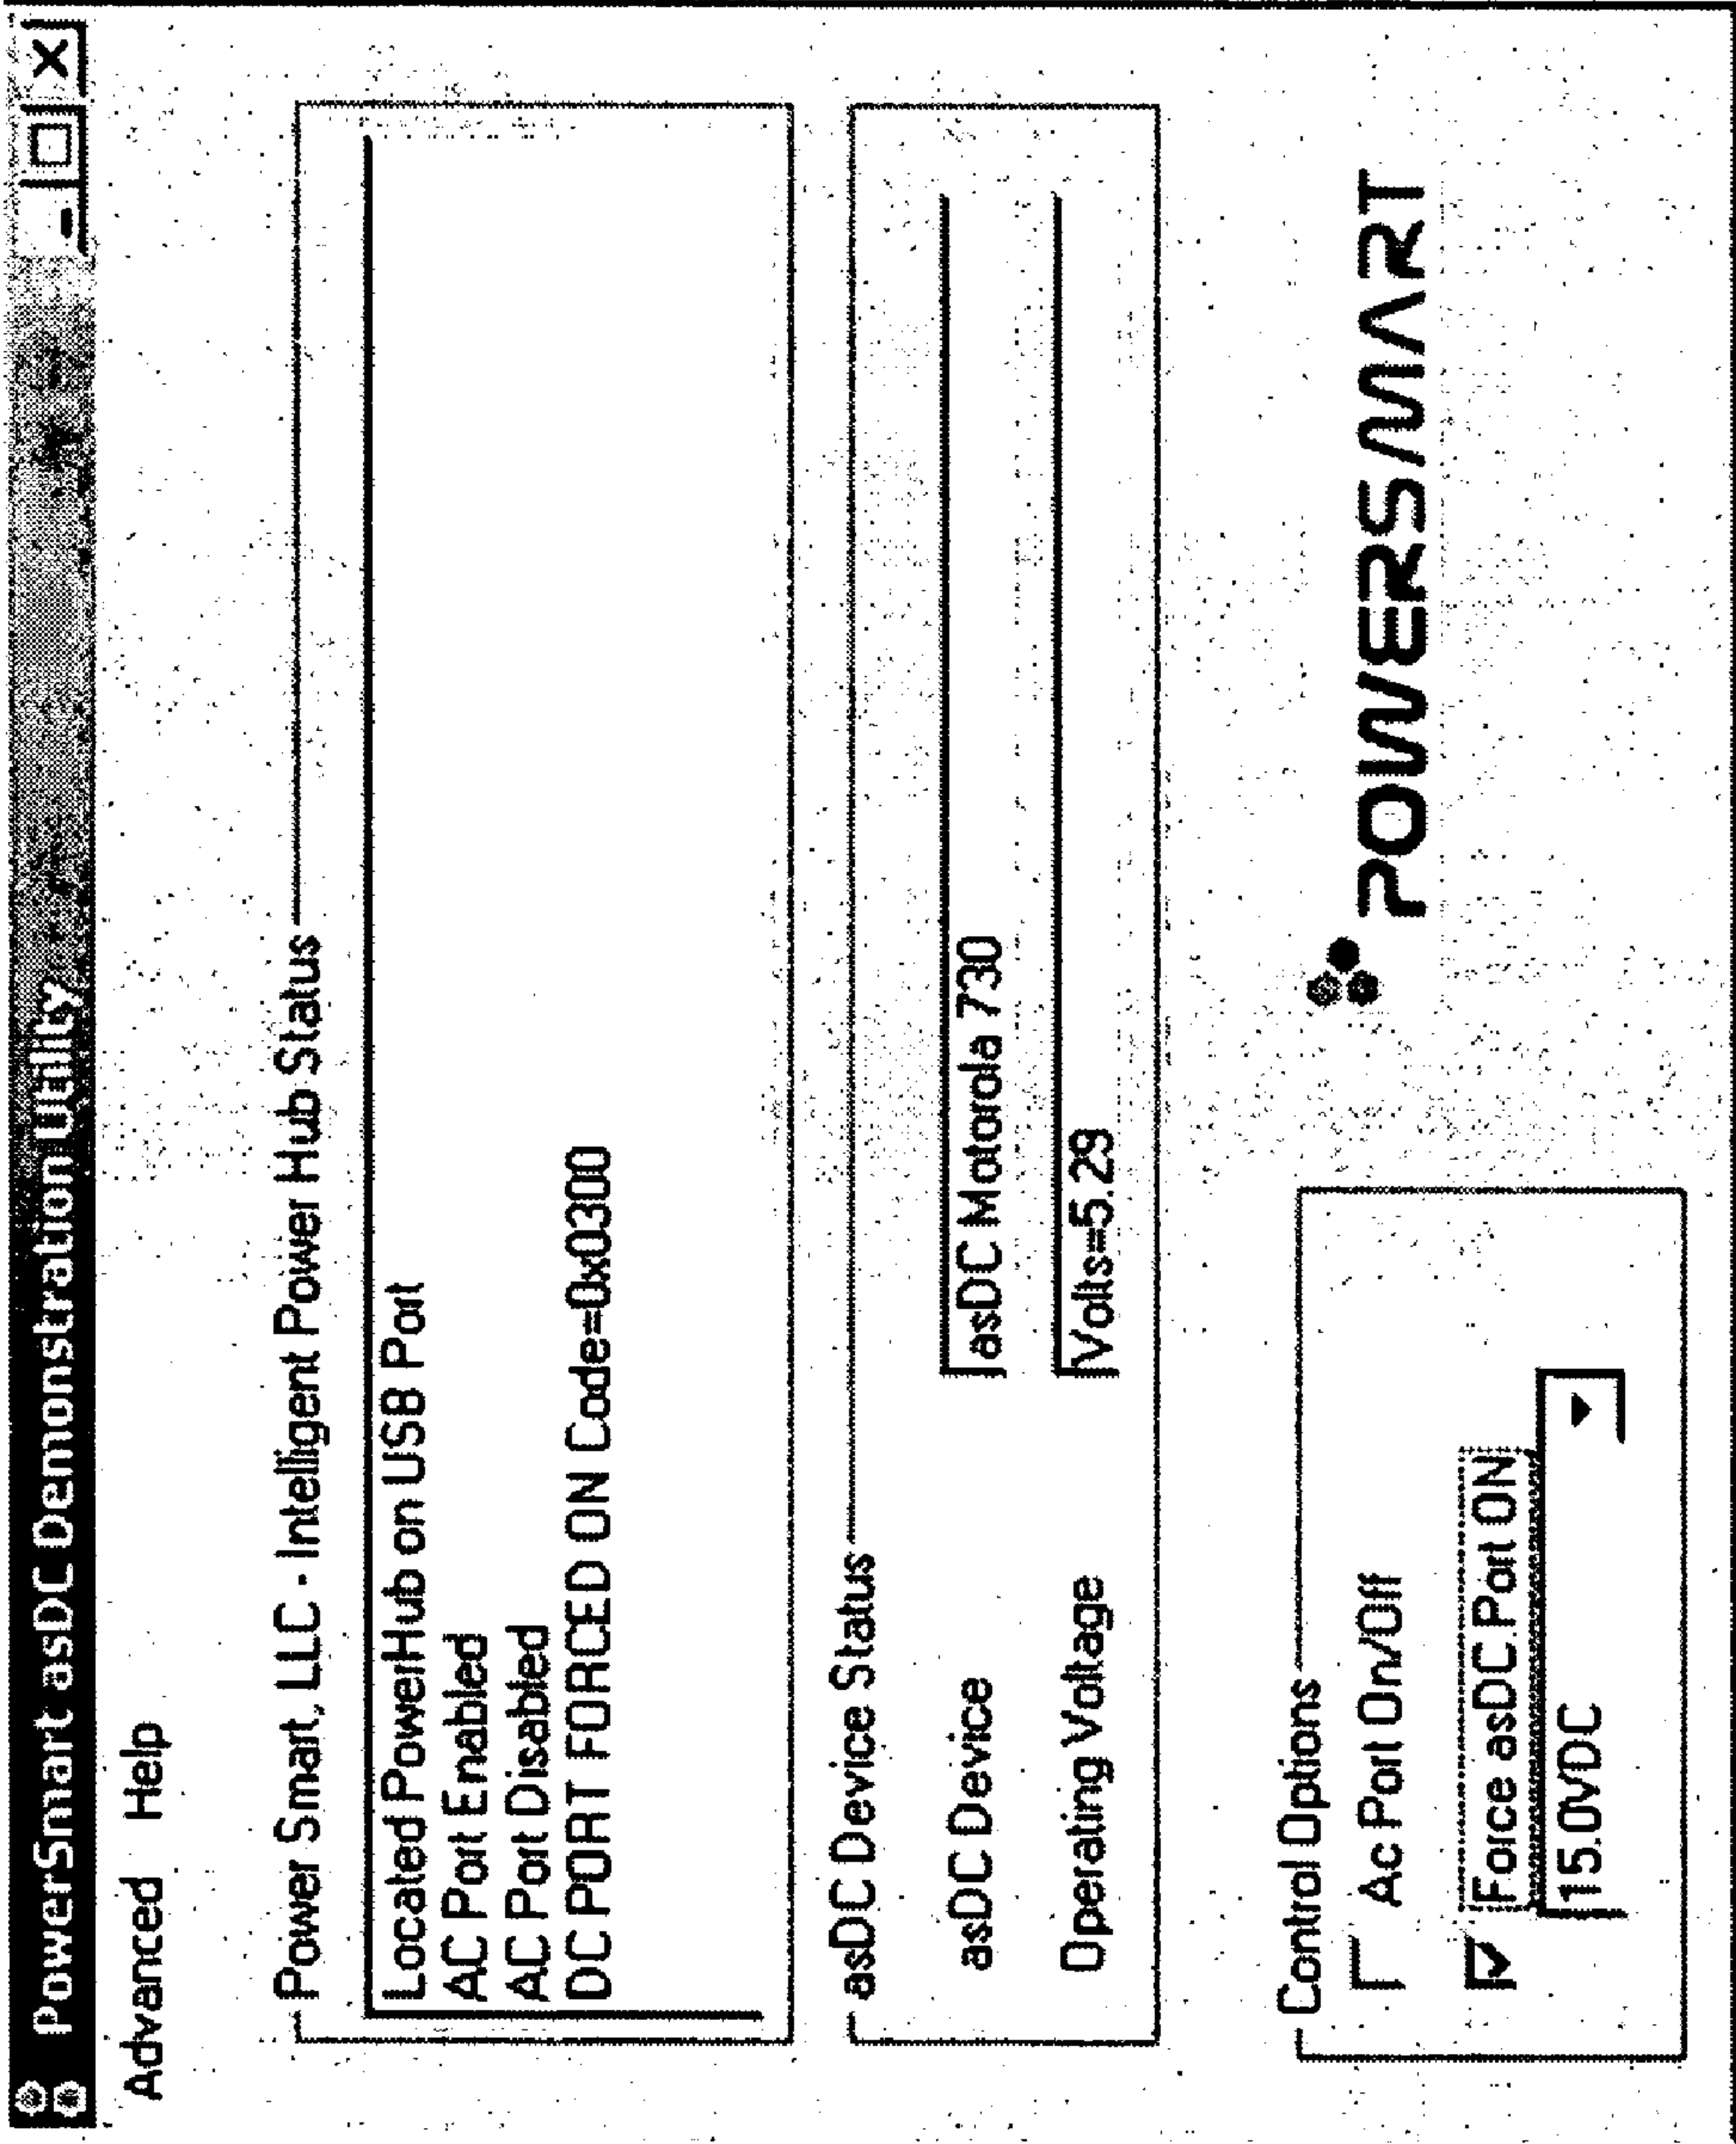 PowerSmart asDC Demonstration Utility
Advanced Help
Power Smart, LLC - Intelligent Power Hub Status
Located PowerHub on USB Port
AC Port Enabled
AC Port Disabled
DC PORT FORCED ON Code=0x0300
asDC Device Status
asDC Device asDC Motorola 730
Operating Voltage Volts=5.29
Control Options
Ac Port On/Off
Force asDC Port ON
15.0VDC
POWERSMART